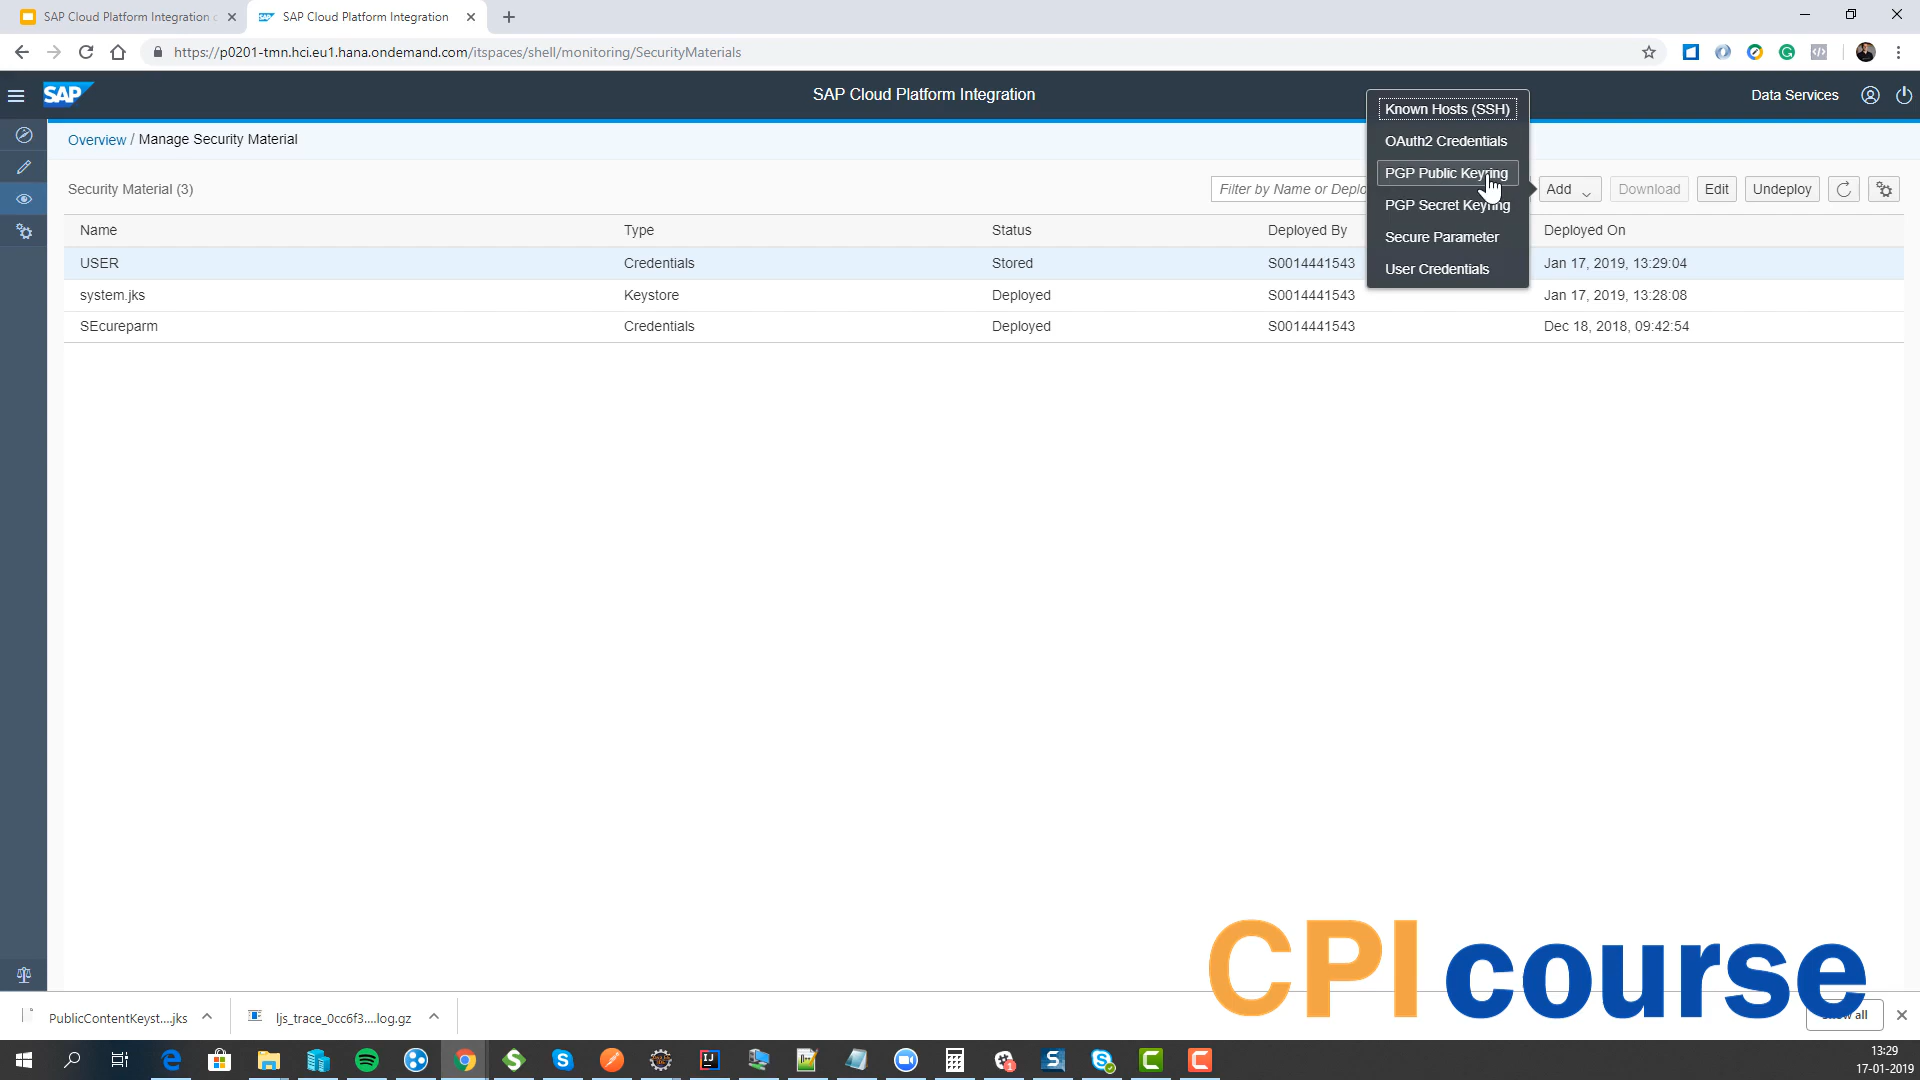 SAP Cloud Platform Integration
SAP Cloud Platform Integration
https://p0201-tmn.hci.eu1.hana.ondemand.com/itspaces/shell/monitoring/SecurityMaterials
SAP
SAP Cloud Platform Integration
Data Services
Overview / Manage Security Material
Known Hosts (SSH)
OAuth2 Credentials
PGP Public Keyring
PGP Secret Keyring
Secure Parameter
User Credentials
Security Material (3)
Filter by Name or Deplo
Add
Download
Edit
Undeploy
Name Type Status Deployed By Deployed On
USER Credentials Stored S0014441543 Jan 17, 2019, 13:29:04
system.jks Keystore Deployed S0014441543 Jan 17, 2019, 13:28:08
SEcureparm Credentials Deployed S0014441543 Dec 18, 2018, 09:42:54
CPI course
PublicContentKeyst....jks
ljs_trace_0cc6f3....log.gz
all
13:29
17-01-2019